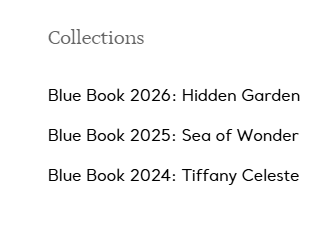 Collections
Blue Book 2026: Hidden Garden
Blue Book 2025: Sea of Wonder
Blue Book 2024: Tiffany Celeste